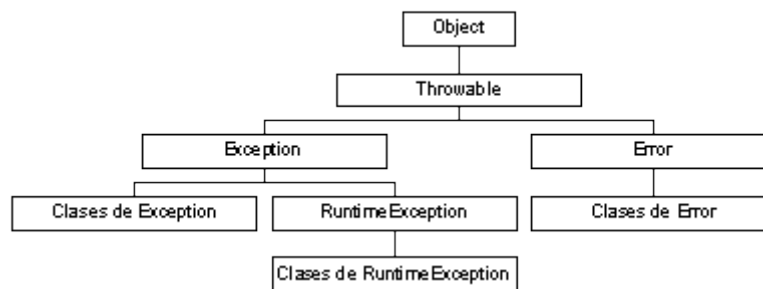 Object
Throwable
Exception
Error
Clases de Exception
RuntimeException
Clases de Error
Clases de RuntimeException